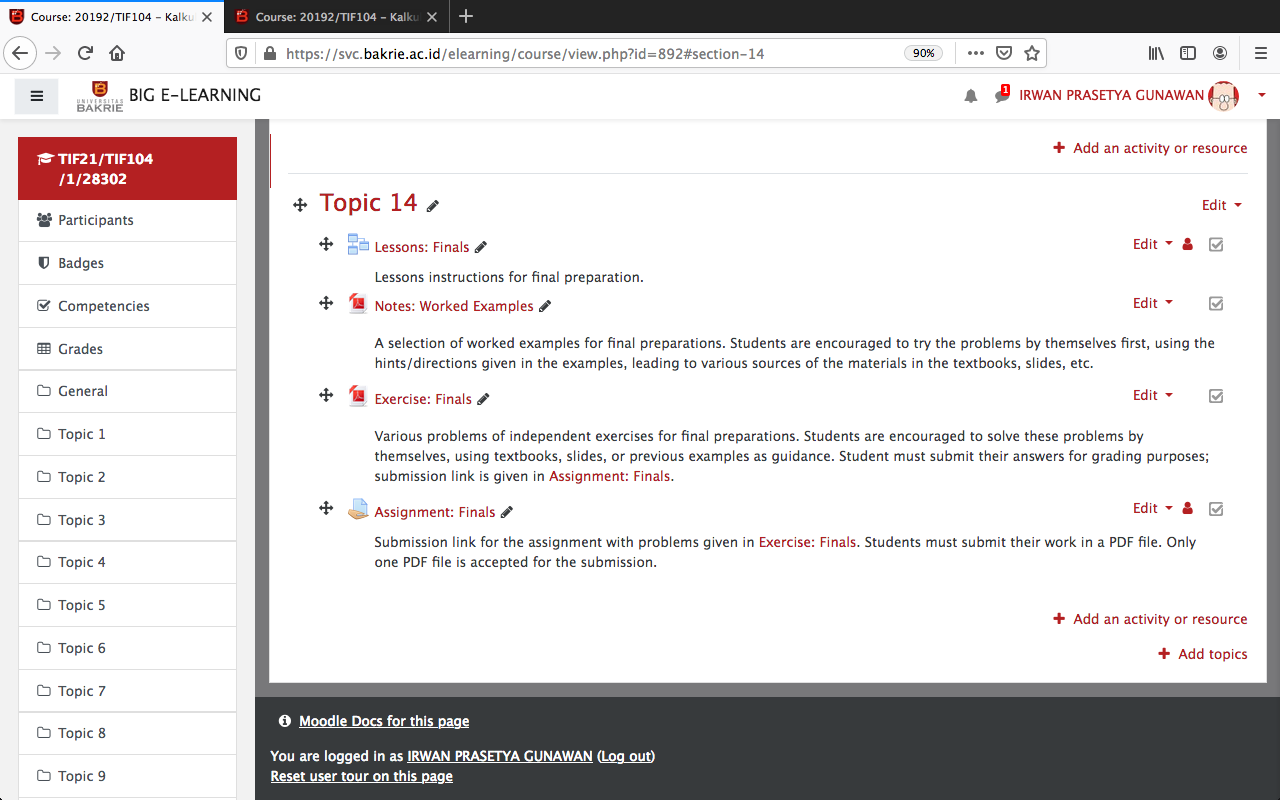 Course: 20192/TIF104 – Kalku
Course: 20192/TIF104 – Kalku
https://svc.bakrie.ac.id/elearning/course/view.php?id=892#section-14
90%
UNIVERSITAS
BAKRIE
BIG E-LEARNING
1
IRWAN PRASETYA GUNAWAN
TIF21/TIF104
/1/28302
Participants
Badges
Competencies
Grades
General
Topic 1
Topic 2
Topic 3
Topic 4
Topic 5
Topic 6
Topic 7
Topic 8
Topic 9
Add an activity or resource
Topic 14
Edit
Lessons: Finals
Edit
Lessons instructions for final preparation.
Notes: Worked Examples
Edit
A selection of worked examples for final preparations. Students are encouraged to try the problems by themselves first, using the
hints/directions given in the examples, leading to various sources of the materials in the textbooks, slides, etc.
Exercise: Finals
Edit
Various problems of independent exercises for final preparations. Students are encouraged to solve these problems by
themselves, using textbooks, slides, or previous examples as guidance. Student must submit their answers for grading purposes;
submission link is given in Assignment: Finals.
Assignment: Finals
Edit
Submission link for the assignment with problems given in Exercise: Finals. Students must submit their work in a PDF file. Only
one PDF file is accepted for the submission.
Add an activity or resource
Add topics
Moodle Docs for this page
You are logged in as IRWAN PRASETYA GUNAWAN (Log out)
Reset user tour on this page